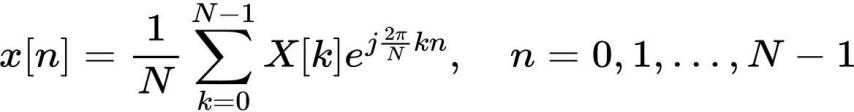 x[n] = \frac{1}{N} \sum_{k=0}^{N-1} X[k] e^{j \frac{2\pi}{N} kn}, \quad n = 0, 1, \ldots, N-1